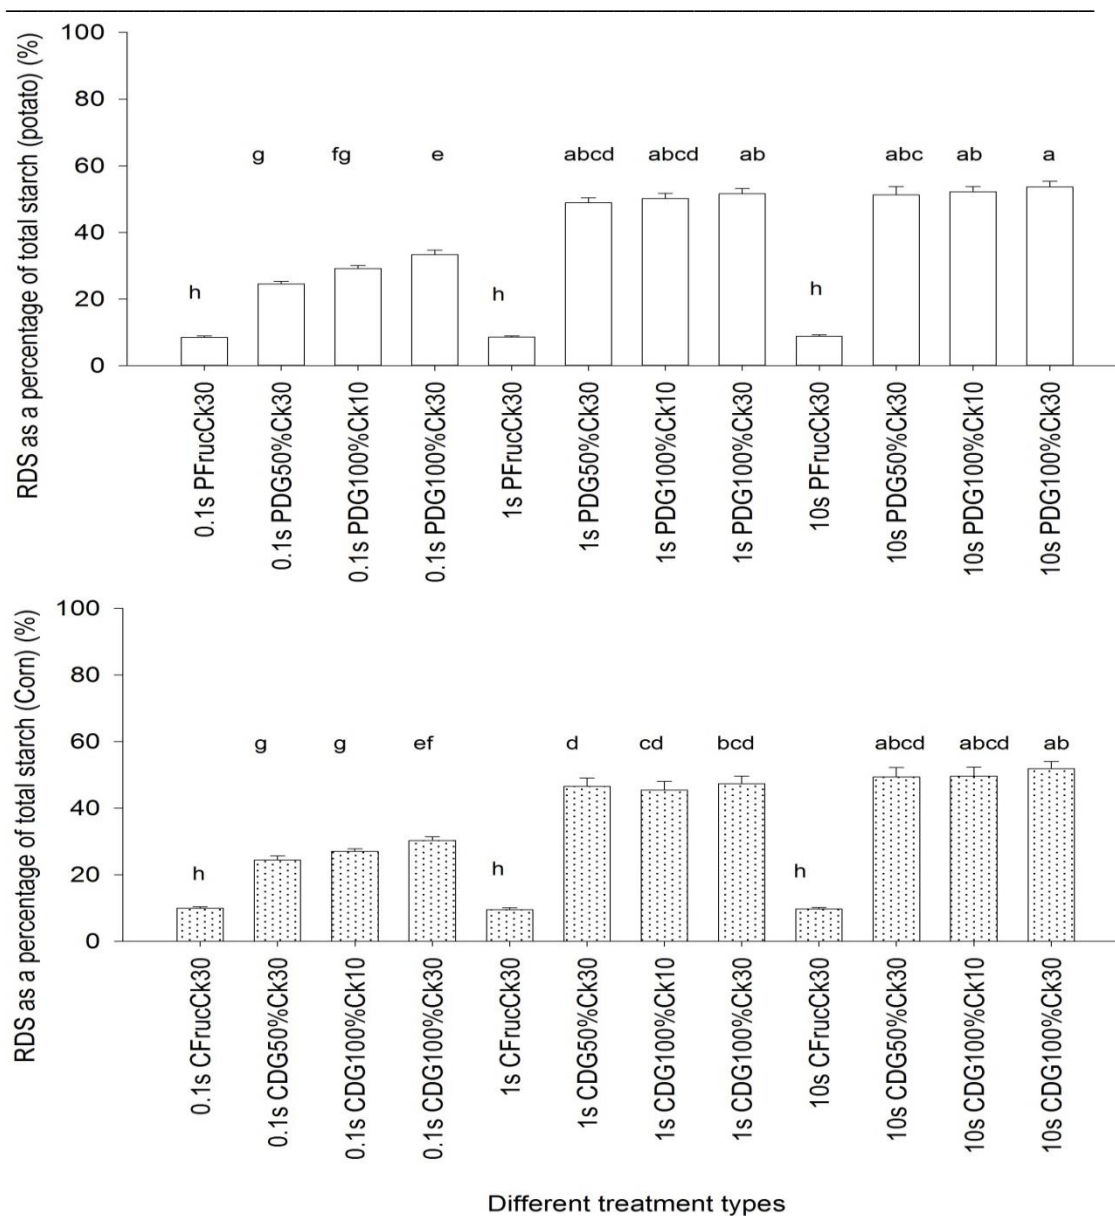 RDS as a percentage of total starch (potato) (%)
100
80
60
40
20
0
g fg e abcd abcd ab abc ab a
h h h
0.1s PFrucCk30
0.1s PDG50%Ck30
0.1s PDG100%Ck10
0.1s PDG100%Ck30
1s PFrucCk30
1s PDG50%Ck30
1s PDG100%Ck10
1s PDG100%Ck30
10s PFrucCk30
10s PDG50%Ck30
10s PDG100%Ck10
10s PDG100%Ck30
RDS as a percentage of total starch (Corn) (%)
100
80
60
40
20
0
g g ef d cd bcd abcd abcd ab
h h h
0.1s CFrucCk30
0.1s CDG50%Ck30
0.1s CDG100%Ck10
0.1s CDG100%Ck30
1s CFrucCk30
1s CDG50%Ck30
1s CDG100%Ck10
1s CDG100%Ck30
10s CFrucCk30
10s CDG50%Ck30
10s CDG100%Ck10
10s CDG100%Ck30
Different treatment types